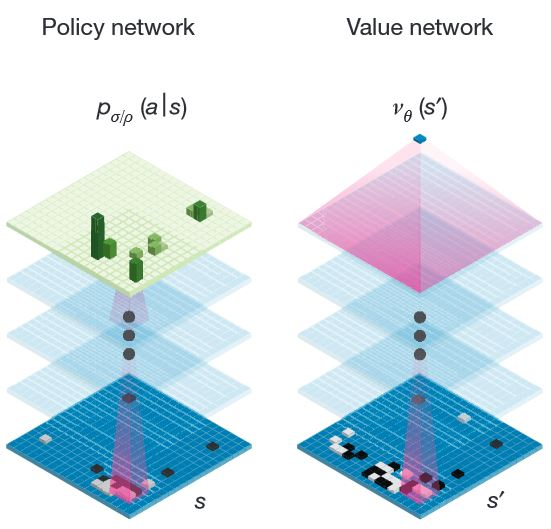 Policy network
Value network
p_{σ/ρ} (a|s)
ν_θ (s′)
s
s′